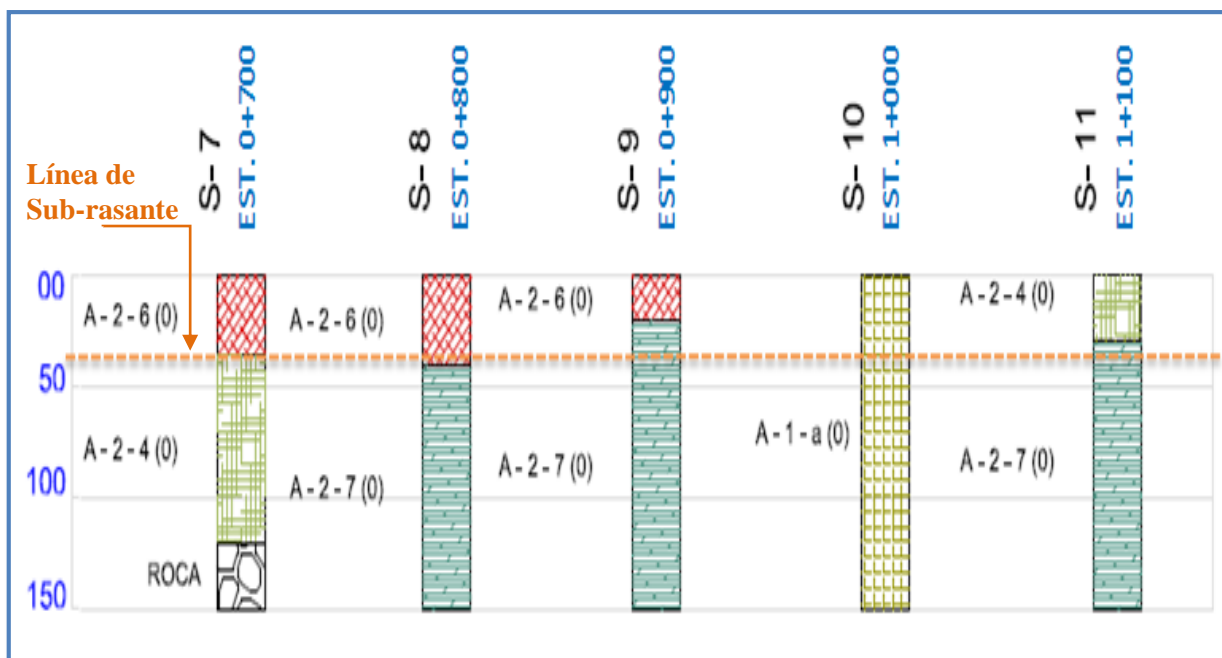 S- 7
EST. 0+700
S- 8
EST. 0+800
S- 9
EST. 0+900
S- 10
EST. 1+000
S- 11
EST. 1+100
Línea de
Sub-rasante
00
50
100
150
A - 2 - 6 (0)
A - 2 - 4 (0)
ROCA
A - 2 - 6 (0)
A - 2 - 7 (0)
A - 2 - 6 (0)
A - 2 - 7 (0)
A - 1 - a (0)
A - 2 - 4 (0)
A - 2 - 7 (0)